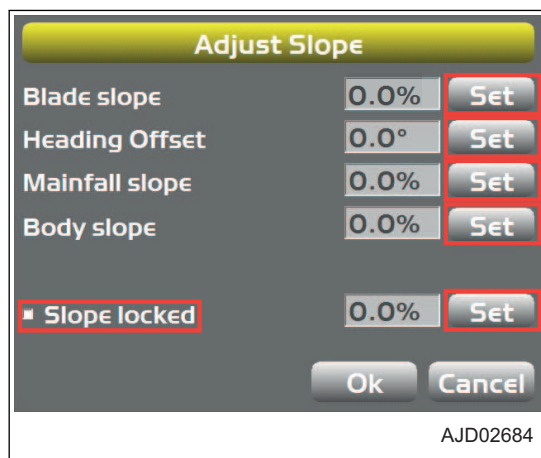 Adjust Slope
Blade slope 0.0% Set
Heading Offset 0.0° Set
Mainfall slope 0.0% Set
Body slope 0.0% Set
Slope locked 0.0% Set
Ok Cancel
AJD02684